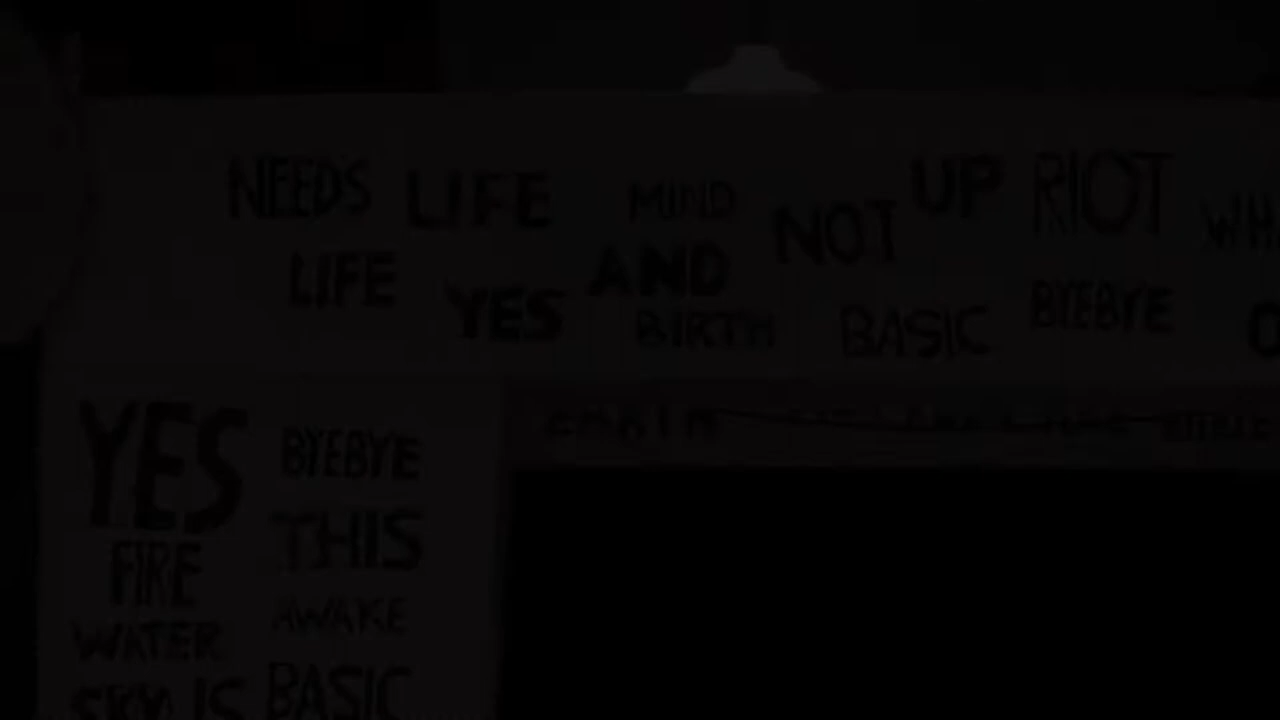 NEEDS LIFE MIND NOT UP RIOT
LIFE YES AND BIRTH BASIC BYEBYE
YES BYEBYE
FIRE THIS
WATER AWAKE
IS BASIC